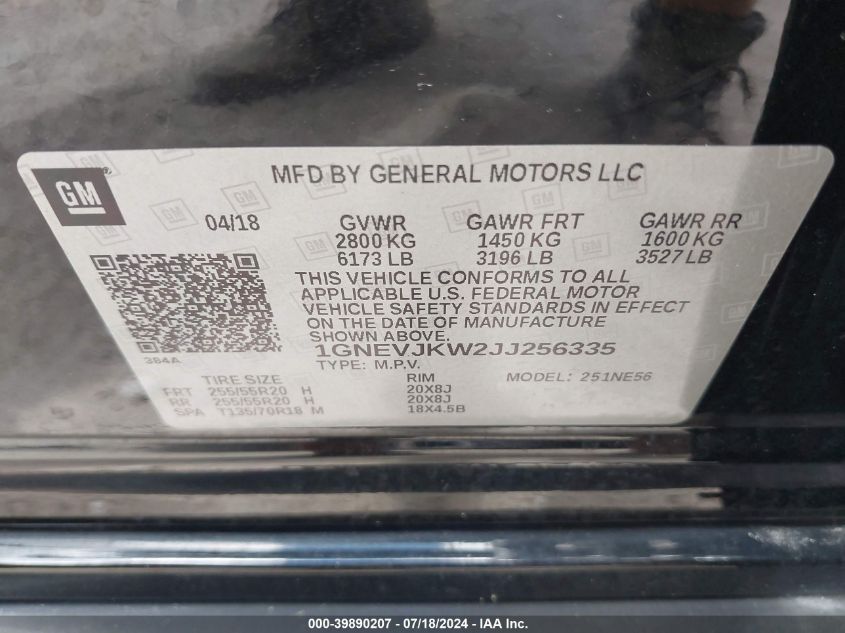 GM
MFD BY GENERAL MOTORS LLC
04/18 GVWR GAWR FRT GAWR RR
2800 KG 1450 KG 1600 KG
6173 LB 3196 LB 3527 LB
THIS VEHICLE CONFORMS TO ALL
APPLICABLE U.S. FEDERAL MOTOR
VEHICLE SAFETY STANDARDS IN EFFECT
ON THE DATE OF MANUFACTURE
SHOWN ABOVE.
384A
1GNEVJKW2JJ256335
TYPE: M.P.V.
TIRE SIZE RIM MODEL: 251NE56
FRT 255/55R20 H 20X8J
RR 255/55R20 H 20X8J
SPA T135/70R18 M 18X4.5B
000-39890207 - 07/18/2024 - IAA Inc.